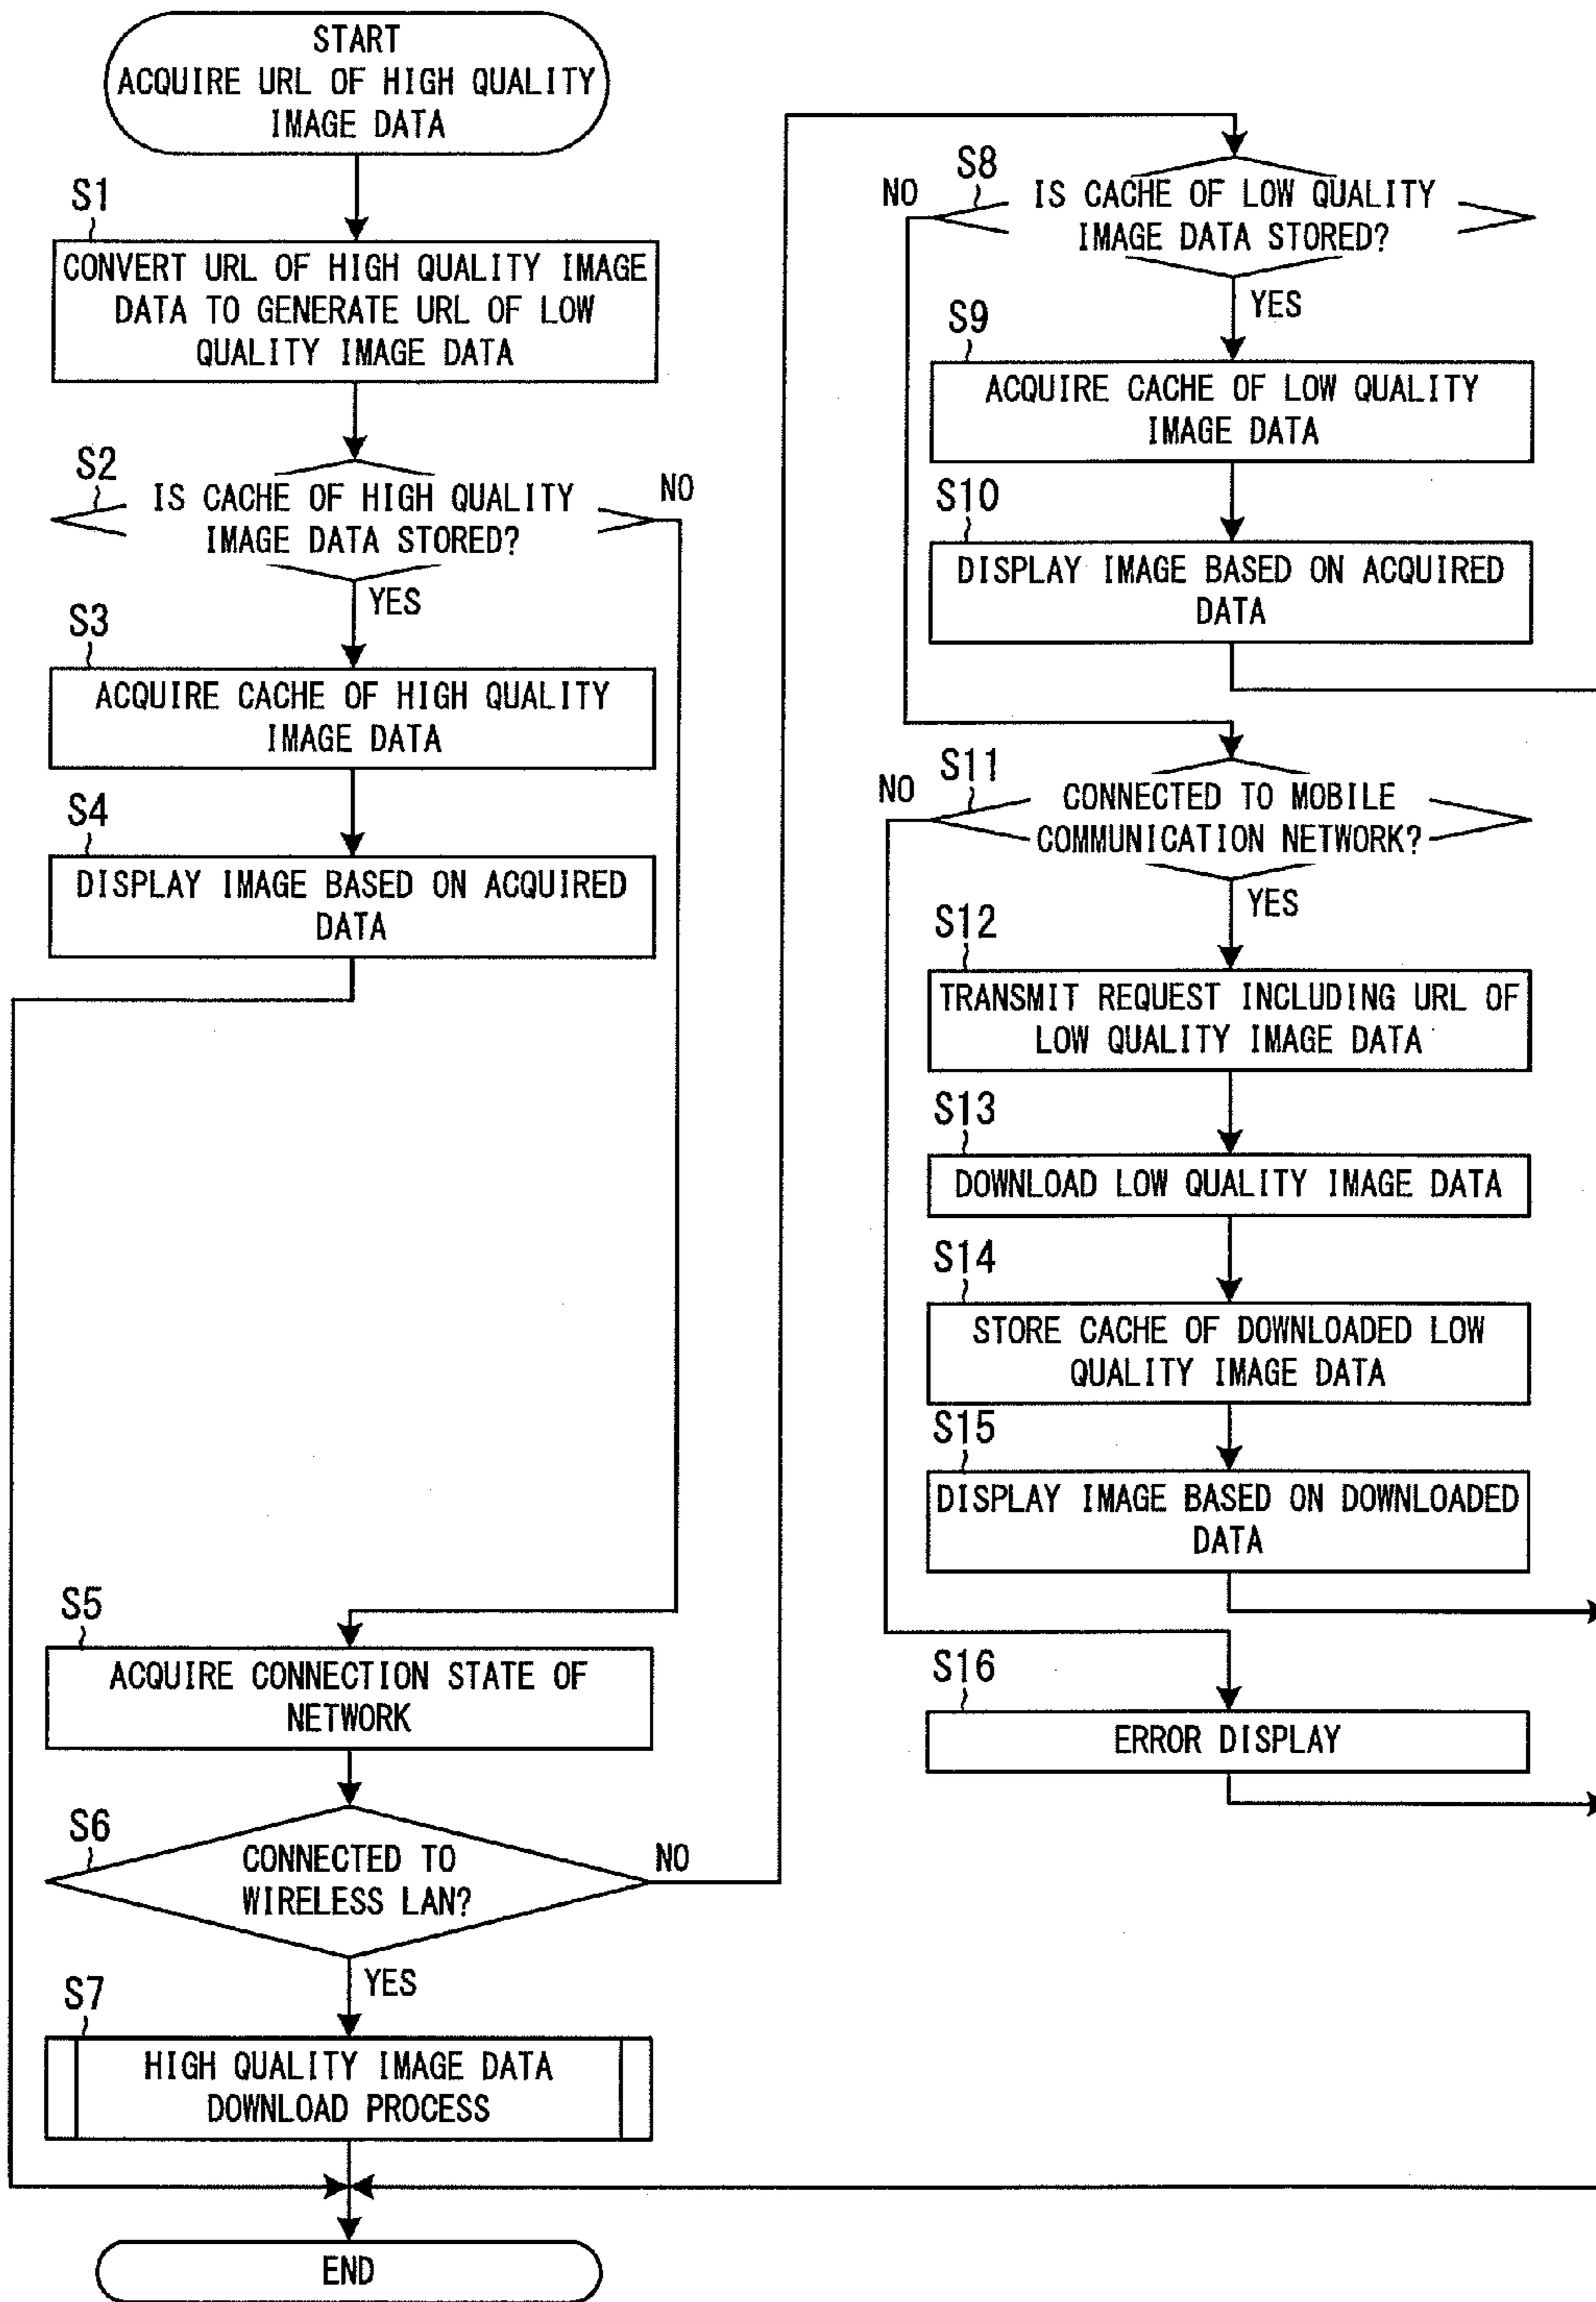 START
ACQUIRE URL OF HIGH QUALITY
IMAGE DATA
S1
CONVERT URL OF HIGH QUALITY IMAGE
DATA TO GENERATE URL OF LOW
QUALITY IMAGE DATA
S2
IS CACHE OF HIGH QUALITY
IMAGE DATA STORED?
NO
YES
S3
ACQUIRE CACHE OF HIGH QUALITY
IMAGE DATA
S4
DISPLAY IMAGE BASED ON ACQUIRED
DATA
S5
ACQUIRE CONNECTION STATE OF
NETWORK
S6
CONNECTED TO
WIRELESS LAN?
NO
YES
S7
HIGH QUALITY IMAGE DATA
DOWNLOAD PROCESS
END
S8
NO
IS CACHE OF LOW QUALITY
IMAGE DATA STORED?
YES
S9
ACQUIRE CACHE OF LOW QUALITY
IMAGE DATA
S10
DISPLAY IMAGE BASED ON ACQUIRED
DATA
S11
NO
CONNECTED TO MOBILE
COMMUNICATION NETWORK?
YES
S12
TRANSMIT REQUEST INCLUDING URL OF
LOW QUALITY IMAGE DATA
S13
DOWNLOAD LOW QUALITY IMAGE DATA
S14
STORE CACHE OF DOWNLOADED LOW
QUALITY IMAGE DATA
S15
DISPLAY IMAGE BASED ON DOWNLOADED
DATA
S16
ERROR DISPLAY